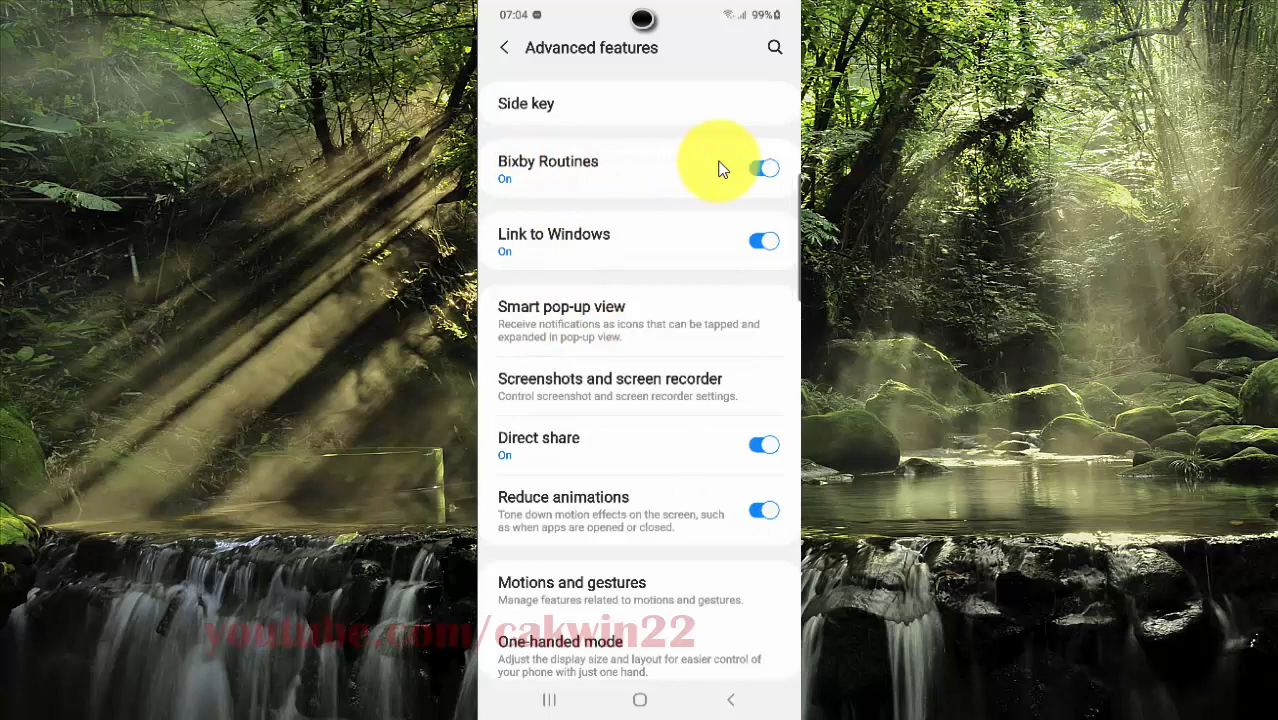 07:04
99%
Advanced features
Side key
Bixby Routines
On
Link to Windows
On
Smart pop-up view
Receive notifications as icons that can be tapped and
expanded in pop-up view.
Screenshots and screen recorder
Control screenshot and screen recorder settings.
Direct share
On
Reduce animations
Tone down motion effects on the screen, such
as when apps are opened or closed.
Motions and gestures
Manage features related to motions and gestures.
youtube.com/cakwin22
One-handed mode
Adjust the display size and layout for easier control of
your phone with just one hand.